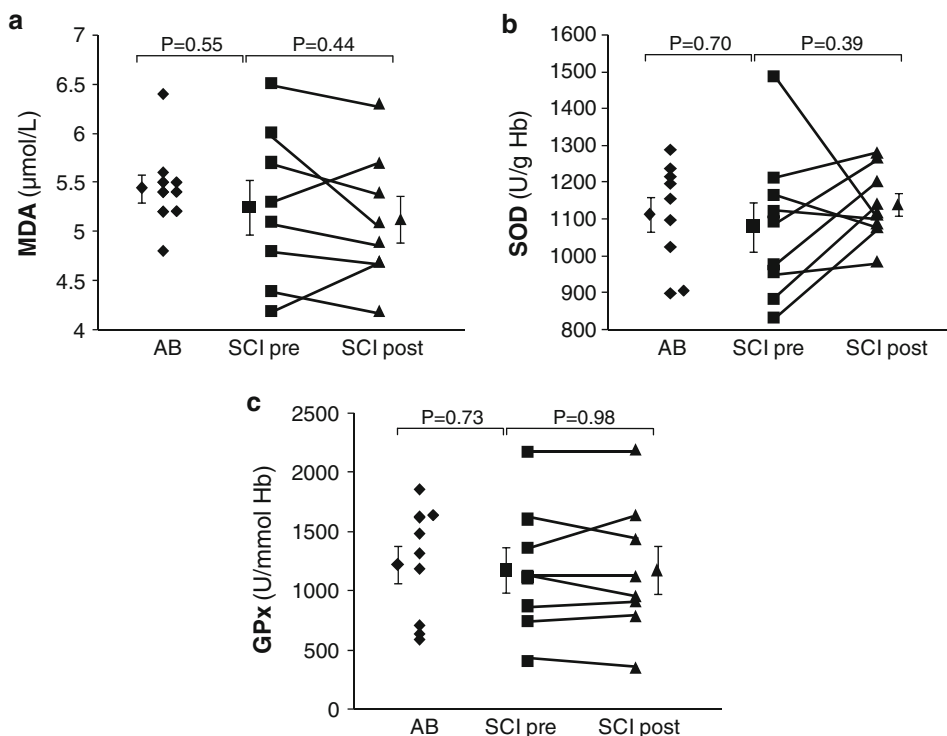 a
P=0.55 P=0.44
MDA (µmol/L)
6.5
6
5.5
5
4.5
4
AB SCI pre SCI post
b
P=0.70 P=0.39
SOD (U/g Hb)
1600
1500
1400
1300
1200
1100
1000
900
800
AB SCI pre SCI post
c
P=0.73 P=0.98
GPx (U/mmol Hb)
2500
2000
1500
1000
500
0
AB SCI pre SCI post